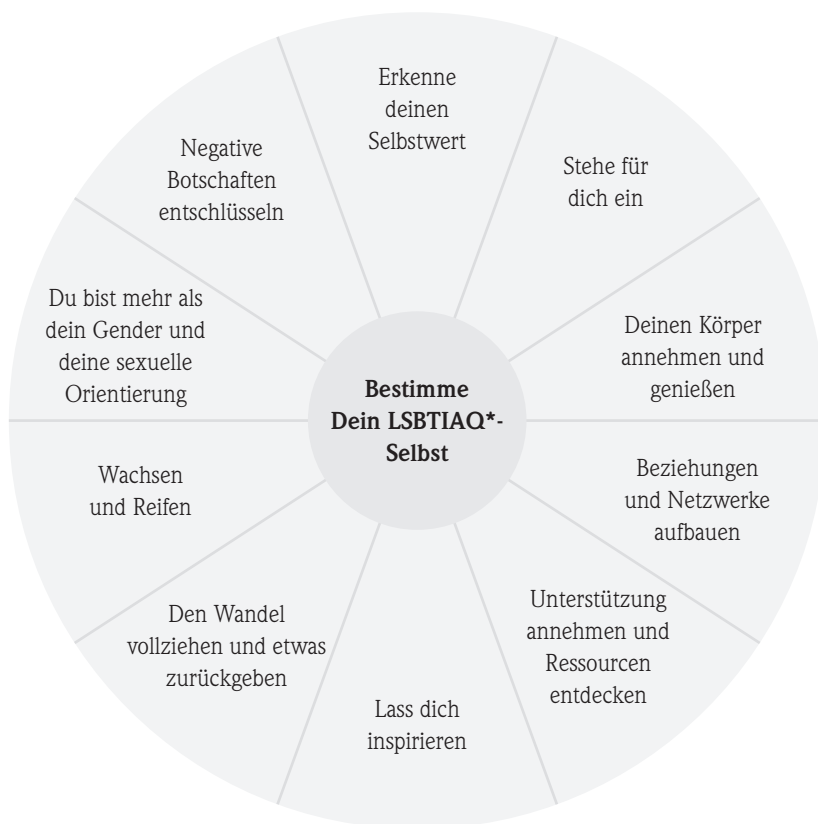 Erkenne
deinen
Selbstwert
Stehe für
dich ein
Deinen Körper
annehmen und
genießen
Beziehungen
und Netzwerke
aufbauen
Unterstützung
annehmen und
Ressourcen
entdecken
Lass dich
inspirieren
Den Wandel
vollziehen und etwas
zurückgeben
Wachsen
und Reifen
Du bist mehr als
dein Gender und
deine sexuelle
Orientierung
Negative
Botschaften
entschlüsseln
Bestimme
Dein LSBTIAQ*-
Selbst